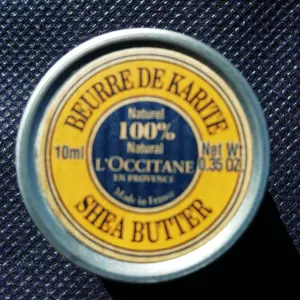 BEURRE DE KARITE
Naturel
100%
Natural
10ml
L'OCCITANE
EN PROVENCE
Net Wt
0.35 OZ.
Made in France
SHEA BUTTER